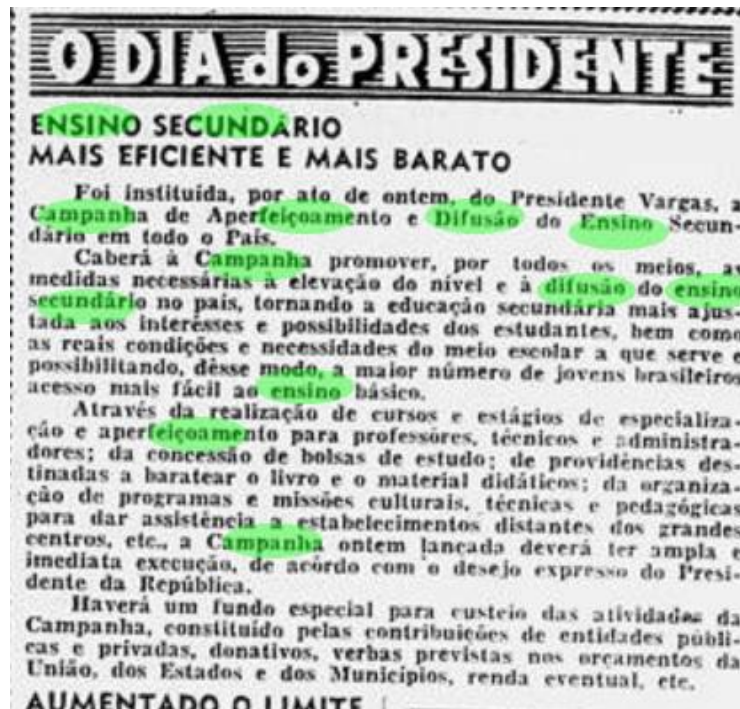 O DIA do PRESIDENTE
ENSINO SECUNDÁRIO
MAIS EFICIENTE E MAIS BARATO
Foi instituída, por ato de ontem, do Presidente Vargas, a
Campanha de Aperfeiçoamento e Difusão do Ensino Secun-
dário em todo o País.
Caberá à Campanha promover, por todos os meios, as
medidas necessárias à elevação do nível e à difusão do ensino
secundário no país, tornando a educação secundária mais ajus-
tada aos interêsses e possibilidades dos estudantes, bem como
as reais condições e necessidades do meio escolar a que serve e
possibilitando, dêsse modo, a maior número de jovens brasileiros
acesso mais fácil ao ensino básico.
Através da realização de cursos e estágios de especializa-
ção e aperfeiçoamento para professôres, técnicos e administra-
dores; da concessão de bolsas de estudo; de providências des-
tinadas a baratear o livro e o material didáticos; da organiza-
ção de programas e missões culturais, técnicas e pedagógicas
para dar assistência a estabelecimentos distantes dos grandes
centros, etc., a Campanha ontem lançada deverá ter ampla e
imediata execução, de acôrdo com o desejo expresso do Presi-
dente da República.
Haverá um fundo especial para custeio das atividades da
Campanha, constituído pelas contribuições de entidades públi-
cas e privadas, donativos, verbas previstas nos orçamentos da
União, dos Estados e dos Municípios, renda eventual, etc.
AUMENTADO O LIMITE